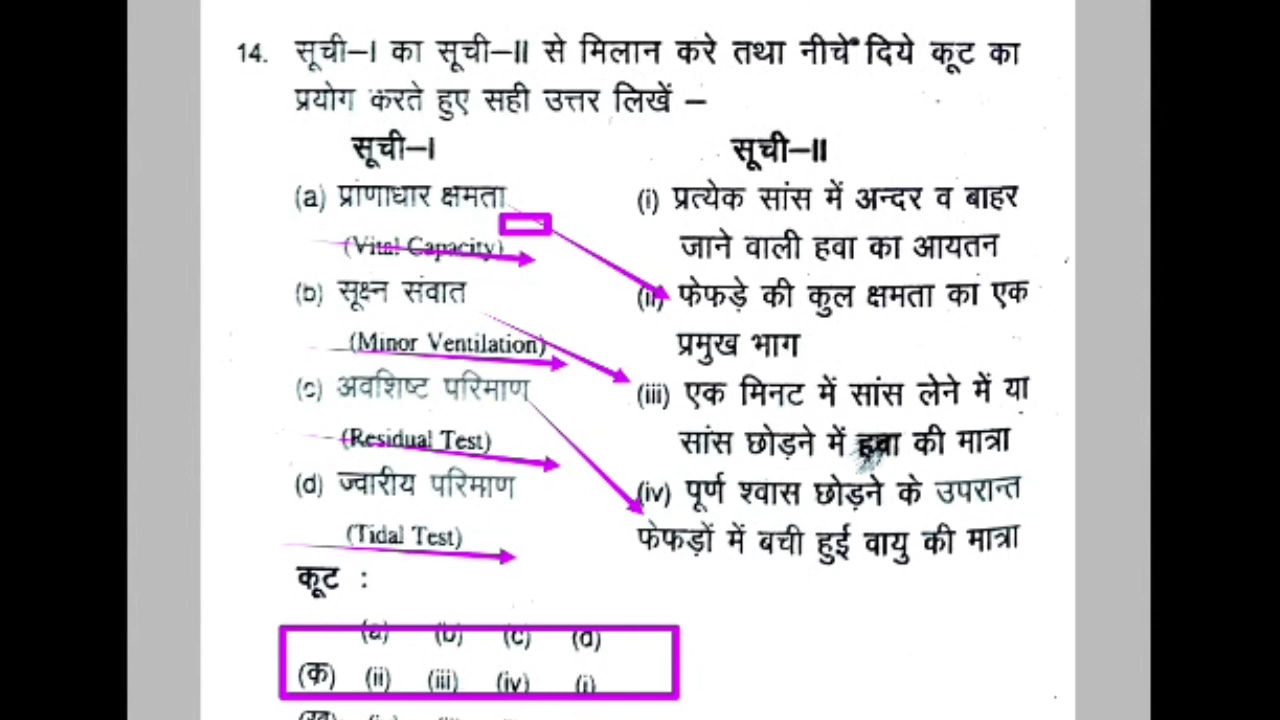 14. सूची–I का सूची–II से मिलान करे तथा नीचे दिये कूट का
प्रयोग करते हुए सही उत्तर लिखें –
सूची–I सूची–II
(a) प्राणाधार क्षमता (i) प्रत्येक सांस में अन्दर व बाहर
(Vital Capacity) जाने वाली हवा का आयतन
(b) सूक्ष्न संवात (ii) फेफड़े की कुल क्षमता का एक
(Minor Ventilation) प्रमुख भाग
(c) अवशिष्ट परिमाण (iii) एक मिनट में सांस लेने में या
(Residual Test) सांस छोड़ने में हवा की मात्रा
(d) ज्वारीय परिमाण (iv) पूर्ण श्वास छोड़ने के उपरान्त
(Tidal Test) फेफड़ों में बची हुई वायु की मात्रा
कूट :
(a) (b) (c) (d)
(क) (ii) (iii) (iv) (i)